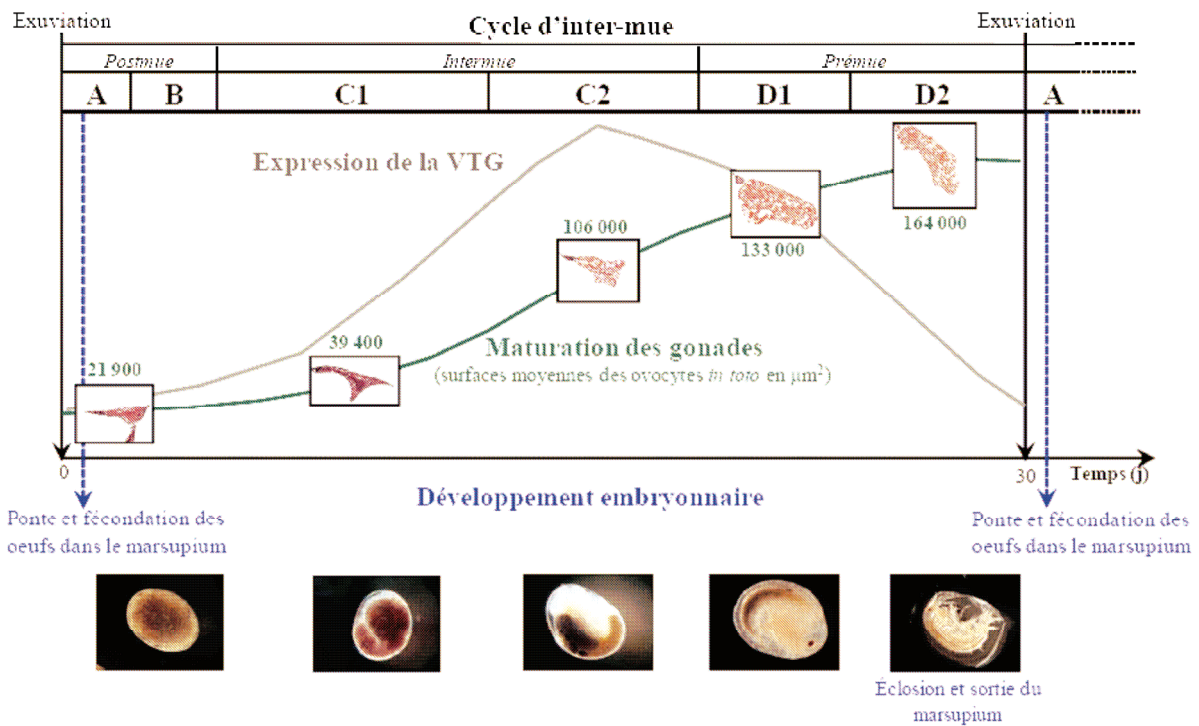 Exuviation
Cycle d'inter-mue
Exuviation
Postmue
Intermue
Prémue
A
B
C1
C2
D1
D2
A
Expression de la VTG
21 900
39 400
106 000
133 000
164 000
Maturation des gonades
(surfaces moyennes des ovocytes in toto en µm²)
0
30
Temps (j)
Développement embryonnaire
Ponte et fécondation des
oeufs dans le marsupium
Ponte et fécondation des
oeufs dans le marsupium
Éclosion et sortie du
marsupium